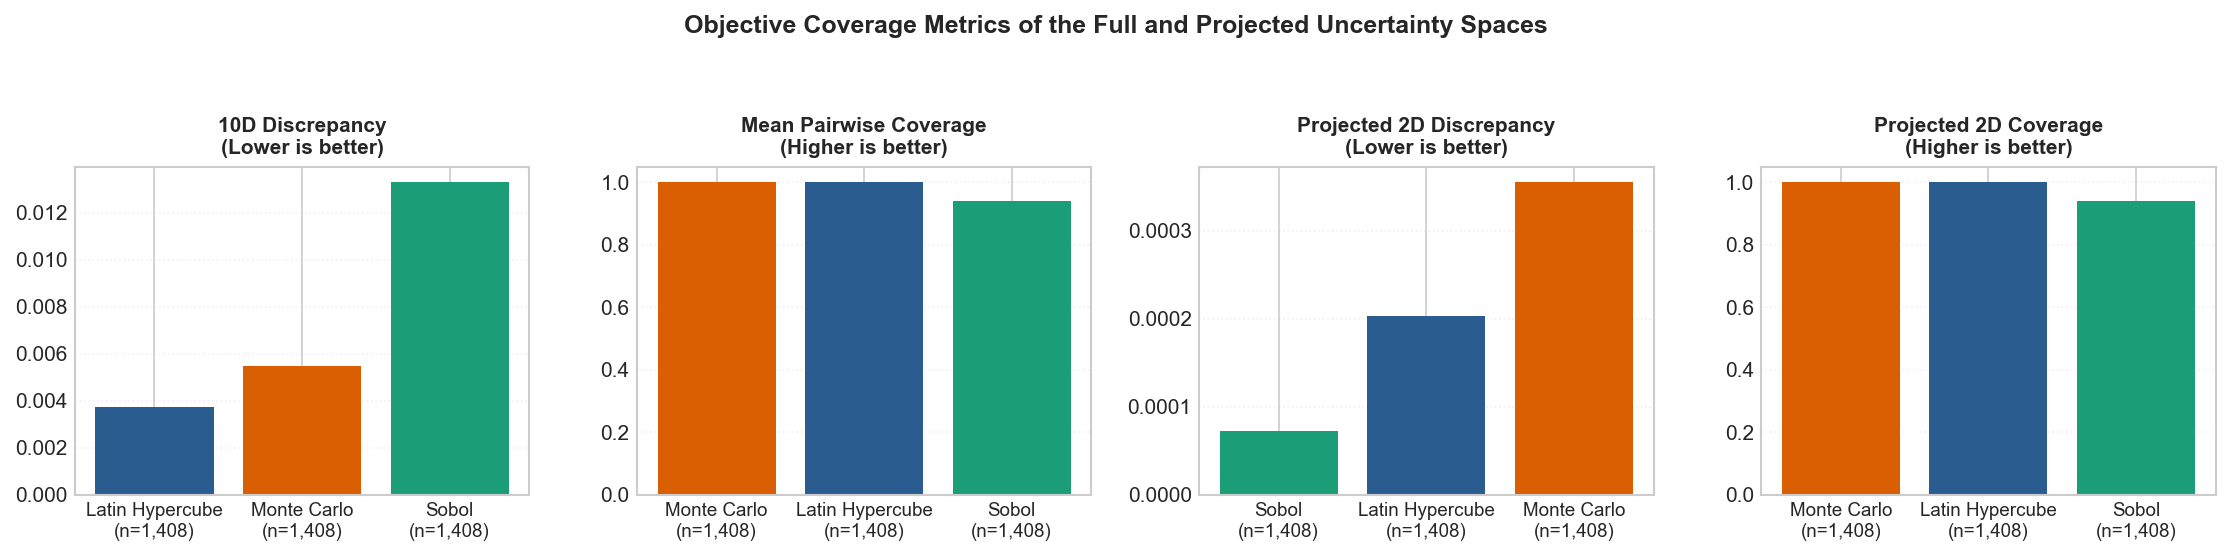 Objective Coverage Metrics of the Full and Projected Uncertainty Spaces
10D Discrepancy
(Lower is better)
0.012
0.010
0.008
0.006
0.004
0.002
0.000
Latin Hypercube
(n=1,408)
Monte Carlo
(n=1,408)
Sobol
(n=1,408)
Mean Pairwise Coverage
(Higher is better)
1.0
0.8
0.6
0.4
0.2
0.0
Monte Carlo
(n=1,408)
Latin Hypercube
(n=1,408)
Sobol
(n=1,408)
Projected 2D Discrepancy
(Lower is better)
0.0003
0.0002
0.0001
0.0000
Sobol
(n=1,408)
Latin Hypercube
(n=1,408)
Monte Carlo
(n=1,408)
Projected 2D Coverage
(Higher is better)
1.0
0.8
0.6
0.4
0.2
0.0
Monte Carlo
(n=1,408)
Latin Hypercube
(n=1,408)
Sobol
(n=1,408)